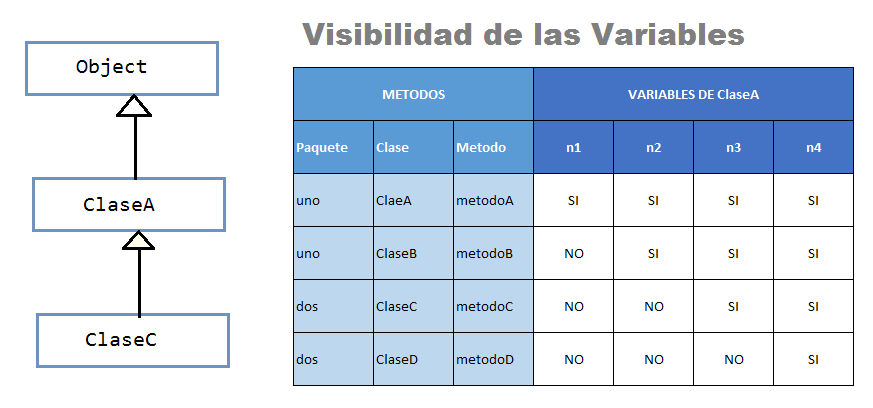 Visibilidad de las Variables
Object
ClaseA
ClaseC
METODOS VARIABLES DE ClaseA
Paquete Clase Metodo n1 n2 n3 n4
uno ClaeA metodoA SI SI SI SI
uno ClaseB metodoB NO SI SI SI
dos ClaseC metodoC NO NO SI SI
dos ClaseD metodoD NO NO NO SI